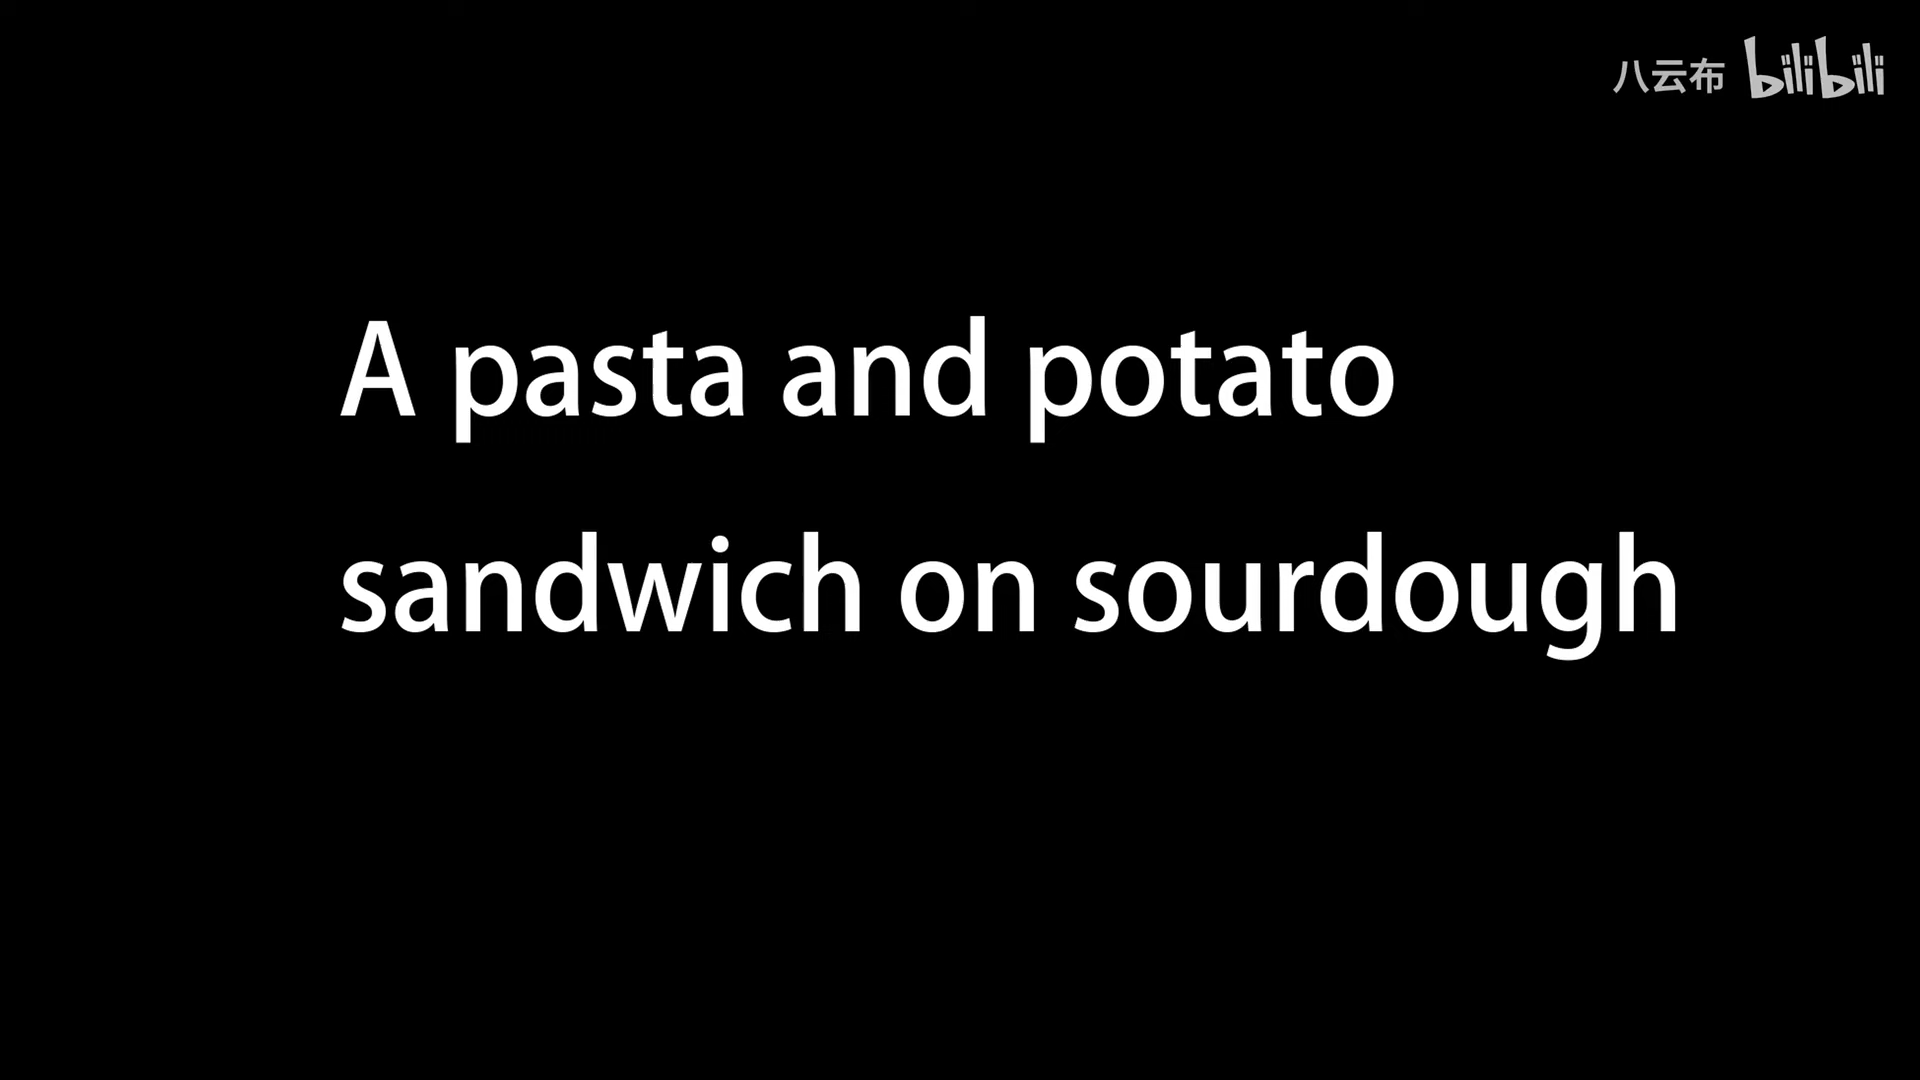 八云布 bilibili
A pasta and potato
sandwich on sourdough